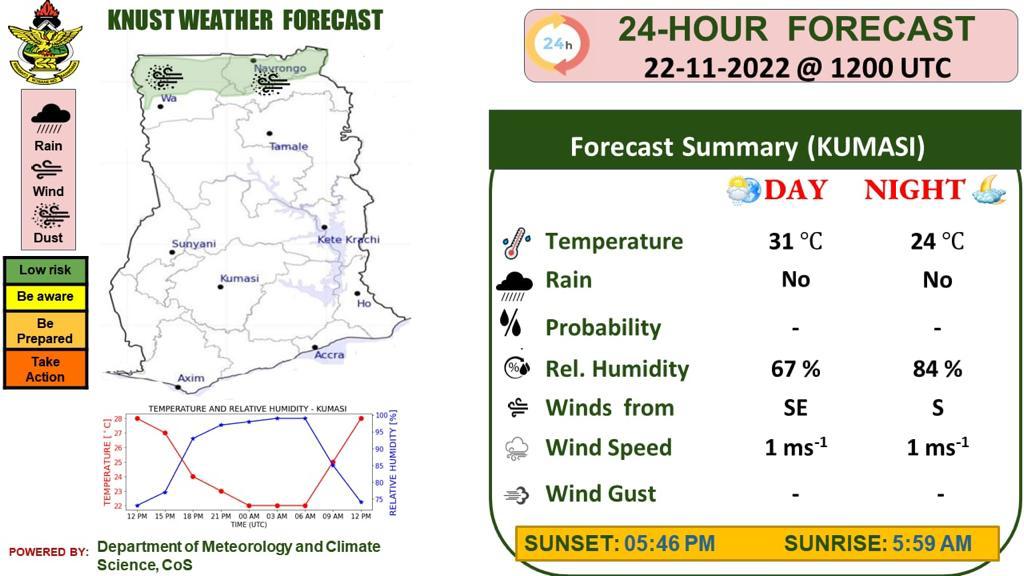 KNUST WEATHER FORECAST
Rain
Wind
Dust
Low risk
Be aware
Be
Prepared
Take
Action
Navrongo
Wa
Tamale
Kete Krachi
Sunyani
Kumasi
Ho
Accra
Axim
TEMPERATURE AND RELATIVE HUMIDITY - KUMASI
TEMPERATURE [°C]
28
27
26
25
24
23
22
100
95
90
85
80
75
RELATIVE HUMIDITY [%]
12 PM 15 PM 18 PM 21 PM 00 AM 03 AM 06 AM 09 AM 12 PM
TIME (UTC)
POWERED BY: Department of Meteorology and Climate
Science, CoS
24h
24-HOUR FORECAST
22-11-2022 @ 1200 UTC
Forecast Summary (KUMASI)
DAY NIGHT
Temperature 31 °C 24 °C
Rain No No
Probability - -
Rel. Humidity 67 % 84 %
Winds from SE S
Wind Speed 1 ms-1 1 ms-1
Wind Gust - -
SUNSET: 05:46 PM SUNRISE: 5:59 AM